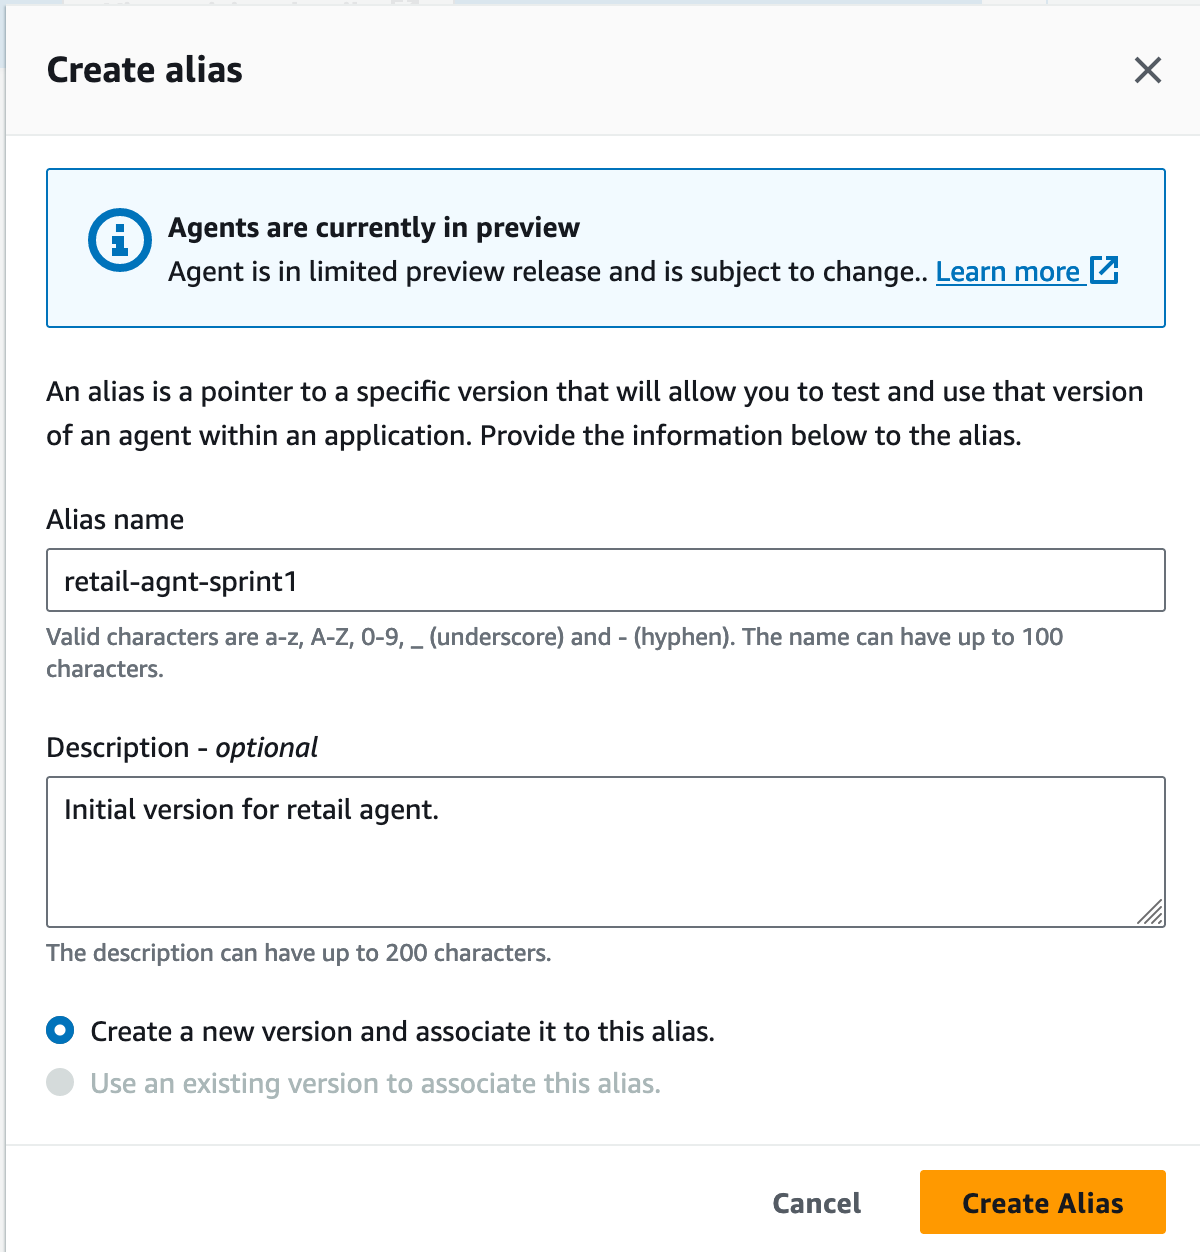 Create alias
Agents are currently in preview
Agent is in limited preview release and is subject to change.. Learn more
An alias is a pointer to a specific version that will allow you to test and use that version
of an agent within an application. Provide the information below to the alias.
Alias name
retail-agnt-sprint1
Valid characters are a-z, A-Z, 0-9, _ (underscore) and - (hyphen). The name can have up to 100
characters.
Description - optional
Initial version for retail agent.
The description can have up to 200 characters.
Create a new version and associate it to this alias.
Use an existing version to associate this alias.
Cancel
Create Alias